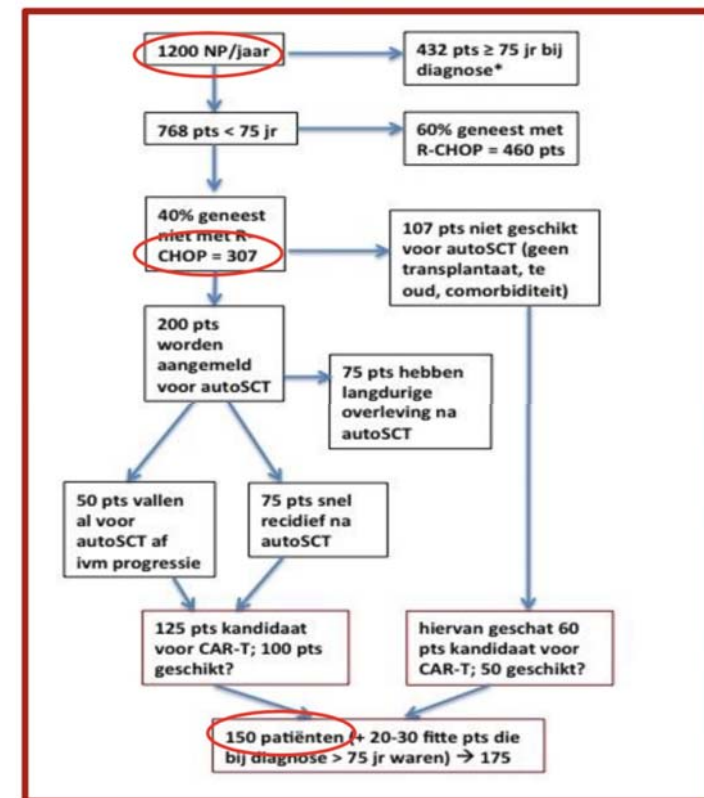 1200 NP/jaar
432 pts ≥ 75 jr bij
diagnose*
768 pts < 75 jr
60% geneest met
R-CHOP = 460 pts
40% geneest
niet met R-
CHOP = 307
107 pts niet geschikt
voor autoSCT (geen
transplantaat, te
oud, comorbiditeit)
200 pts
worden
aangemeld
voor autoSCT
75 pts hebben
langdurige
overleving na
autoSCT
50 pts vallen
al voor
autoSCT af
ivm progressie
75 pts snel
recidief na
autoSCT
125 pts kandidaat
voor CAR-T; 100 pts
geschikt?
hiervan geschat 60
pts kandidaat voor
CAR-T; 50 geschikt?
150 patiënten (+ 20-30 fitte pts die
bij diagnose > 75 jr waren) → 175